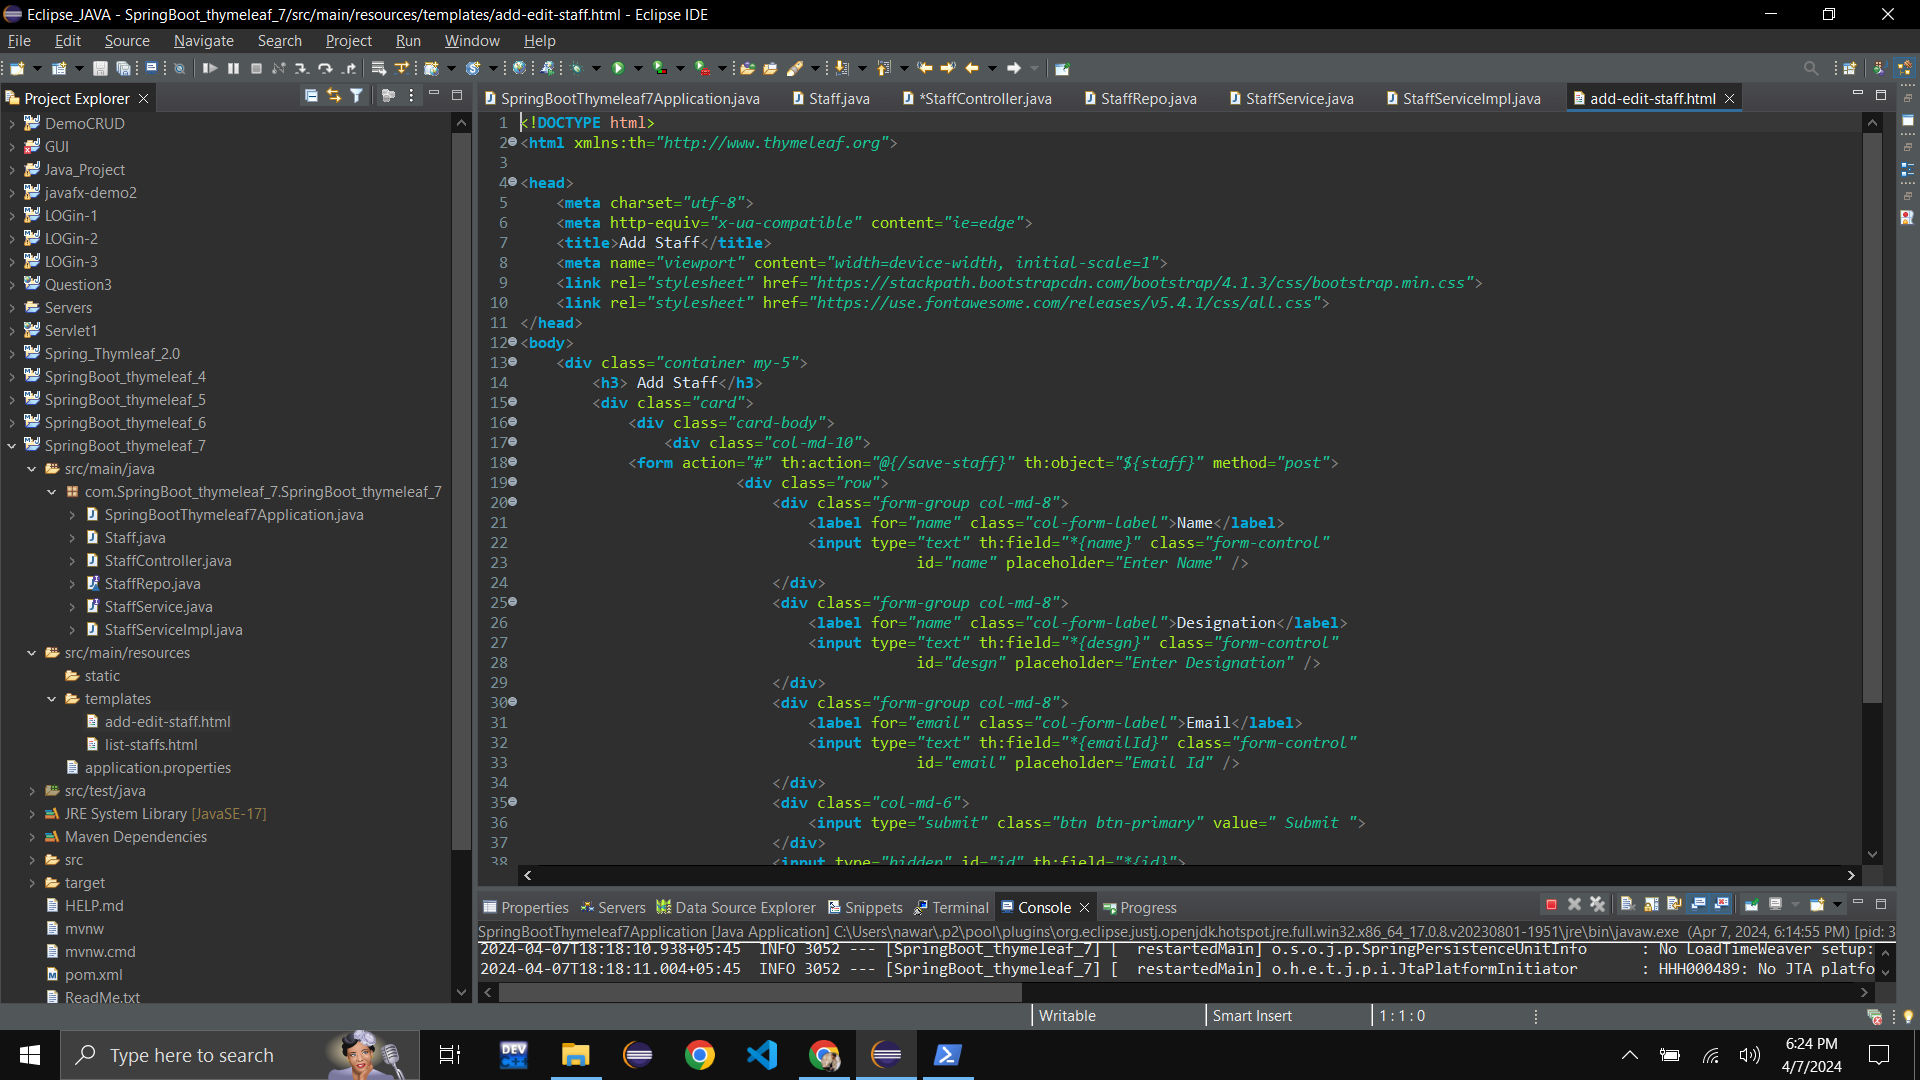 Eclipse_JAVA - SpringBoot_thymeleaf_7/src/main/resources/templates/add-edit-staff.html - Eclipse IDE
File Edit Source Navigate Search Project Run Window Help
Project Explorer
DemoCRUD
GUI
Java_Project
javafx-demo2
LOGin-1
LOGin-2
LOGin-3
Question3
Servers
Servlet1
Spring_Thymleaf_2.0
SpringBoot_thymeleaf_4
SpringBoot_thymeleaf_5
SpringBoot_thymeleaf_6
SpringBoot_thymeleaf_7
src/main/java
com.SpringBoot_thymeleaf_7.SpringBoot_thymeleaf_7
SpringBootThymeleaf7Application.java
Staff.java
StaffController.java
StaffRepo.java
StaffService.java
StaffServiceImpl.java
src/main/resources
static
templates
add-edit-staff.html
list-staffs.html
application.properties
src/test/java
JRE System Library [JavaSE-17]
Maven Dependencies
src
target
HELP.md
mvnw
mvnw.cmd
pom.xml
ReadMe.txt
SpringBootThymeleaf7Application.java Staff.java *StaffController.java StaffRepo.java StaffService.java StaffServiceImpl.java add-edit-staff.html
1 <!DOCTYPE html>
2 <html xmlns:th="http://www.thymeleaf.org">
3
4 <head>
5 <meta charset="utf-8">
6 <meta http-equiv="x-ua-compatible" content="ie=edge">
7 <title>Add Staff</title>
8 <meta name="viewport" content="width=device-width, initial-scale=1">
9 <link rel="stylesheet" href="https://stackpath.bootstrapcdn.com/bootstrap/4.1.3/css/bootstrap.min.css">
10 <link rel="stylesheet" href="https://use.fontawesome.com/releases/v5.4.1/css/all.css">
11 </head>
12 <body>
13 <div class="container my-5">
14 <h3> Add Staff</h3>
15 <div class="card">
16 <div class="card-body">
17 <div class="col-md-10">
18 <form action="#" th:action="@{/save-staff}" th:object="${staff}" method="post">
19 <div class="row">
20 <div class="form-group col-md-8">
21 <label for="name" class="col-form-label">Name</label>
22 <input type="text" th:field="*{name}" class="form-control"
23 id="name" placeholder="Enter Name" />
24 </div>
25 <div class="form-group col-md-8">
26 <label for="name" class="col-form-label">Designation</label>
27 <input type="text" th:field="*{desgn}" class="form-control"
28 id="desgn" placeholder="Enter Designation" />
29 </div>
30 <div class="form-group col-md-8">
31 <label for="email" class="col-form-label">Email</label>
32 <input type="text" th:field="*{emailId}" class="form-control"
33 id="email" placeholder="Email Id" />
34 </div>
35 <div class="col-md-6">
36 <input type="submit" class="btn btn-primary" value=" Submit ">
37 </div>
38 <input type="hidden" id="id" th:field="*{id}">
Properties Servers Data Source Explorer Snippets Terminal Console Progress
SpringBootThymeleaf7Application [Java Application] C:\Users\nawar\.p2\pool\plugins\org.eclipse.justj.openjdk.hotspot.jre.full.win32.x86_64_17.0.8.v20230801-1951\jre\bin\javaw.exe (Apr 7, 2024, 6:14:55 PM) [pid: 3
2024-04-07T18:18:10.938+05:45 INFO 3052 --- [SpringBoot_thymeleaf_7] [ restartedMain] o.s.o.j.p.SpringPersistenceUnitInfo : No LoadTimeWeaver setup:
2024-04-07T18:18:11.004+05:45 INFO 3052 --- [SpringBoot_thymeleaf_7] [ restartedMain] o.h.e.t.j.p.i.JtaPlatformInitiator : HHH000489: No JTA platfo
Writable Smart Insert 1 : 1 : 0
Type here to search
DEV
C++
6:24 PM
4/7/2024